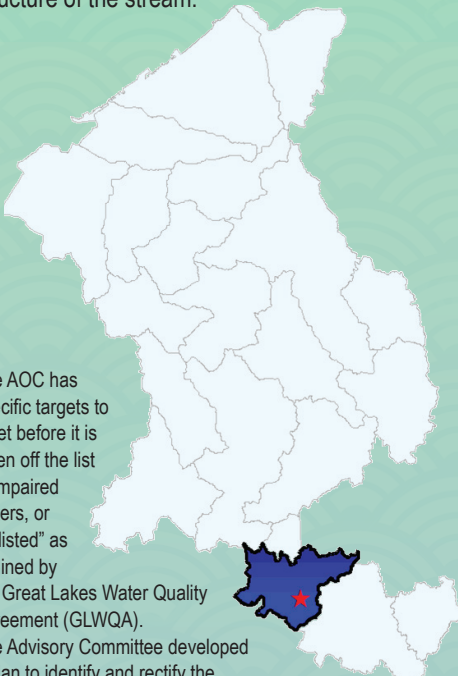 ucture of the stream.
e AOC has
ecific targets to
et before it is
en off the list
mpaired
ers, or
listed” as
ined by
Great Lakes Water Quality
eement (GLWQA).
e Advisory Committee developed
an to identify and rectify the